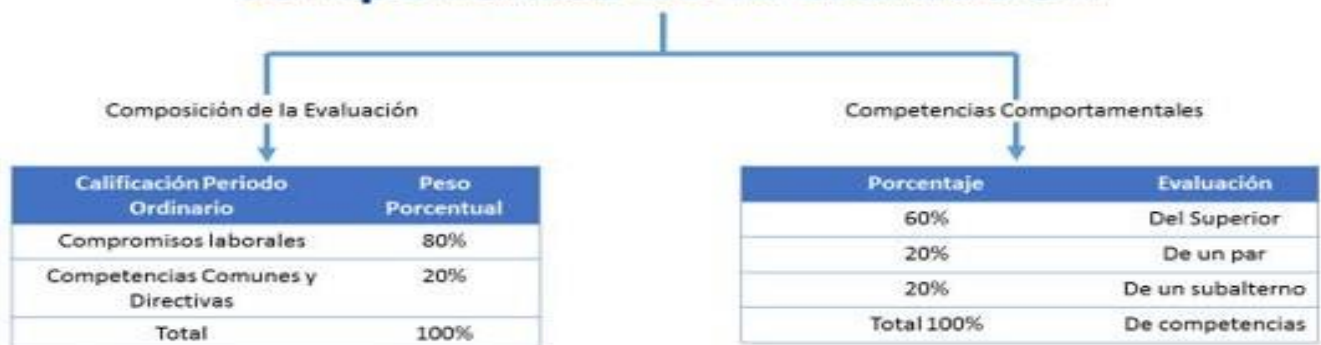 Composición de la Evaluación
Calificación Periodo Peso
Ordinario Porcentual
Compromisos laborales 80%
Competencias Comunes y 20%
Directivas
Total 100%
Competencias Comportamentales
Porcentaje Evaluación
60% Del Superior
20% De un par
20% De un subalterno
Total 100% De competencias